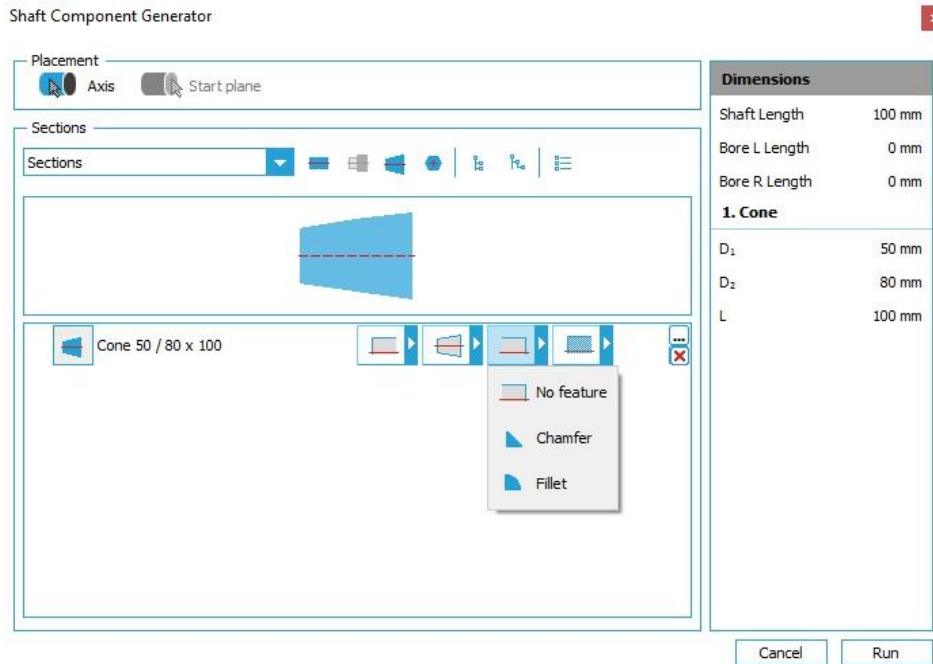 Shaft Component Generator
Placement
Axis
Start plane
Sections
Sections
Cone 50 / 80 x 100
...
No feature
Chamfer
Fillet
Dimensions
Shaft Length 100 mm
Bore L Length 0 mm
Bore R Length 0 mm
1. Cone
D₁ 50 mm
D₂ 80 mm
L 100 mm
Cancel
Run